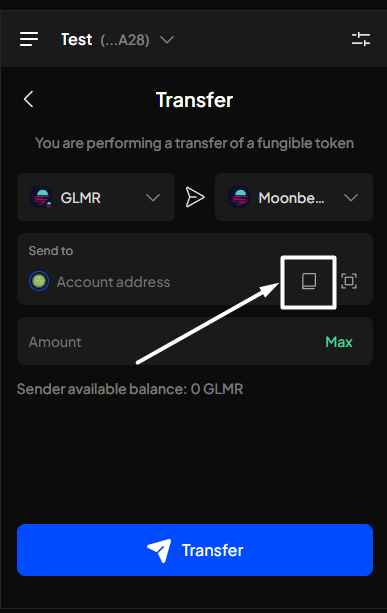 Test (...A28)
Transfer
You are performing a transfer of a fungible token
GLMR Moonbe...
Send to
Account address
Amount Max
Sender available balance: 0 GLMR
Transfer